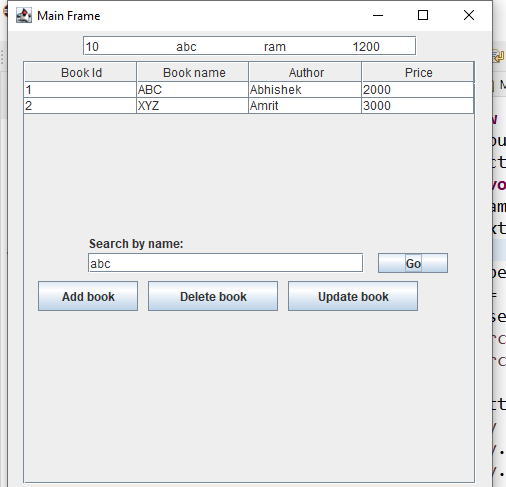 Main Frame
10 abc ram 1200
Book Id Book name Author Price
1 ABC Abhishek 2000
2 XYZ Amrit 3000
Search by name:
abc Go
Add book Delete book Update book